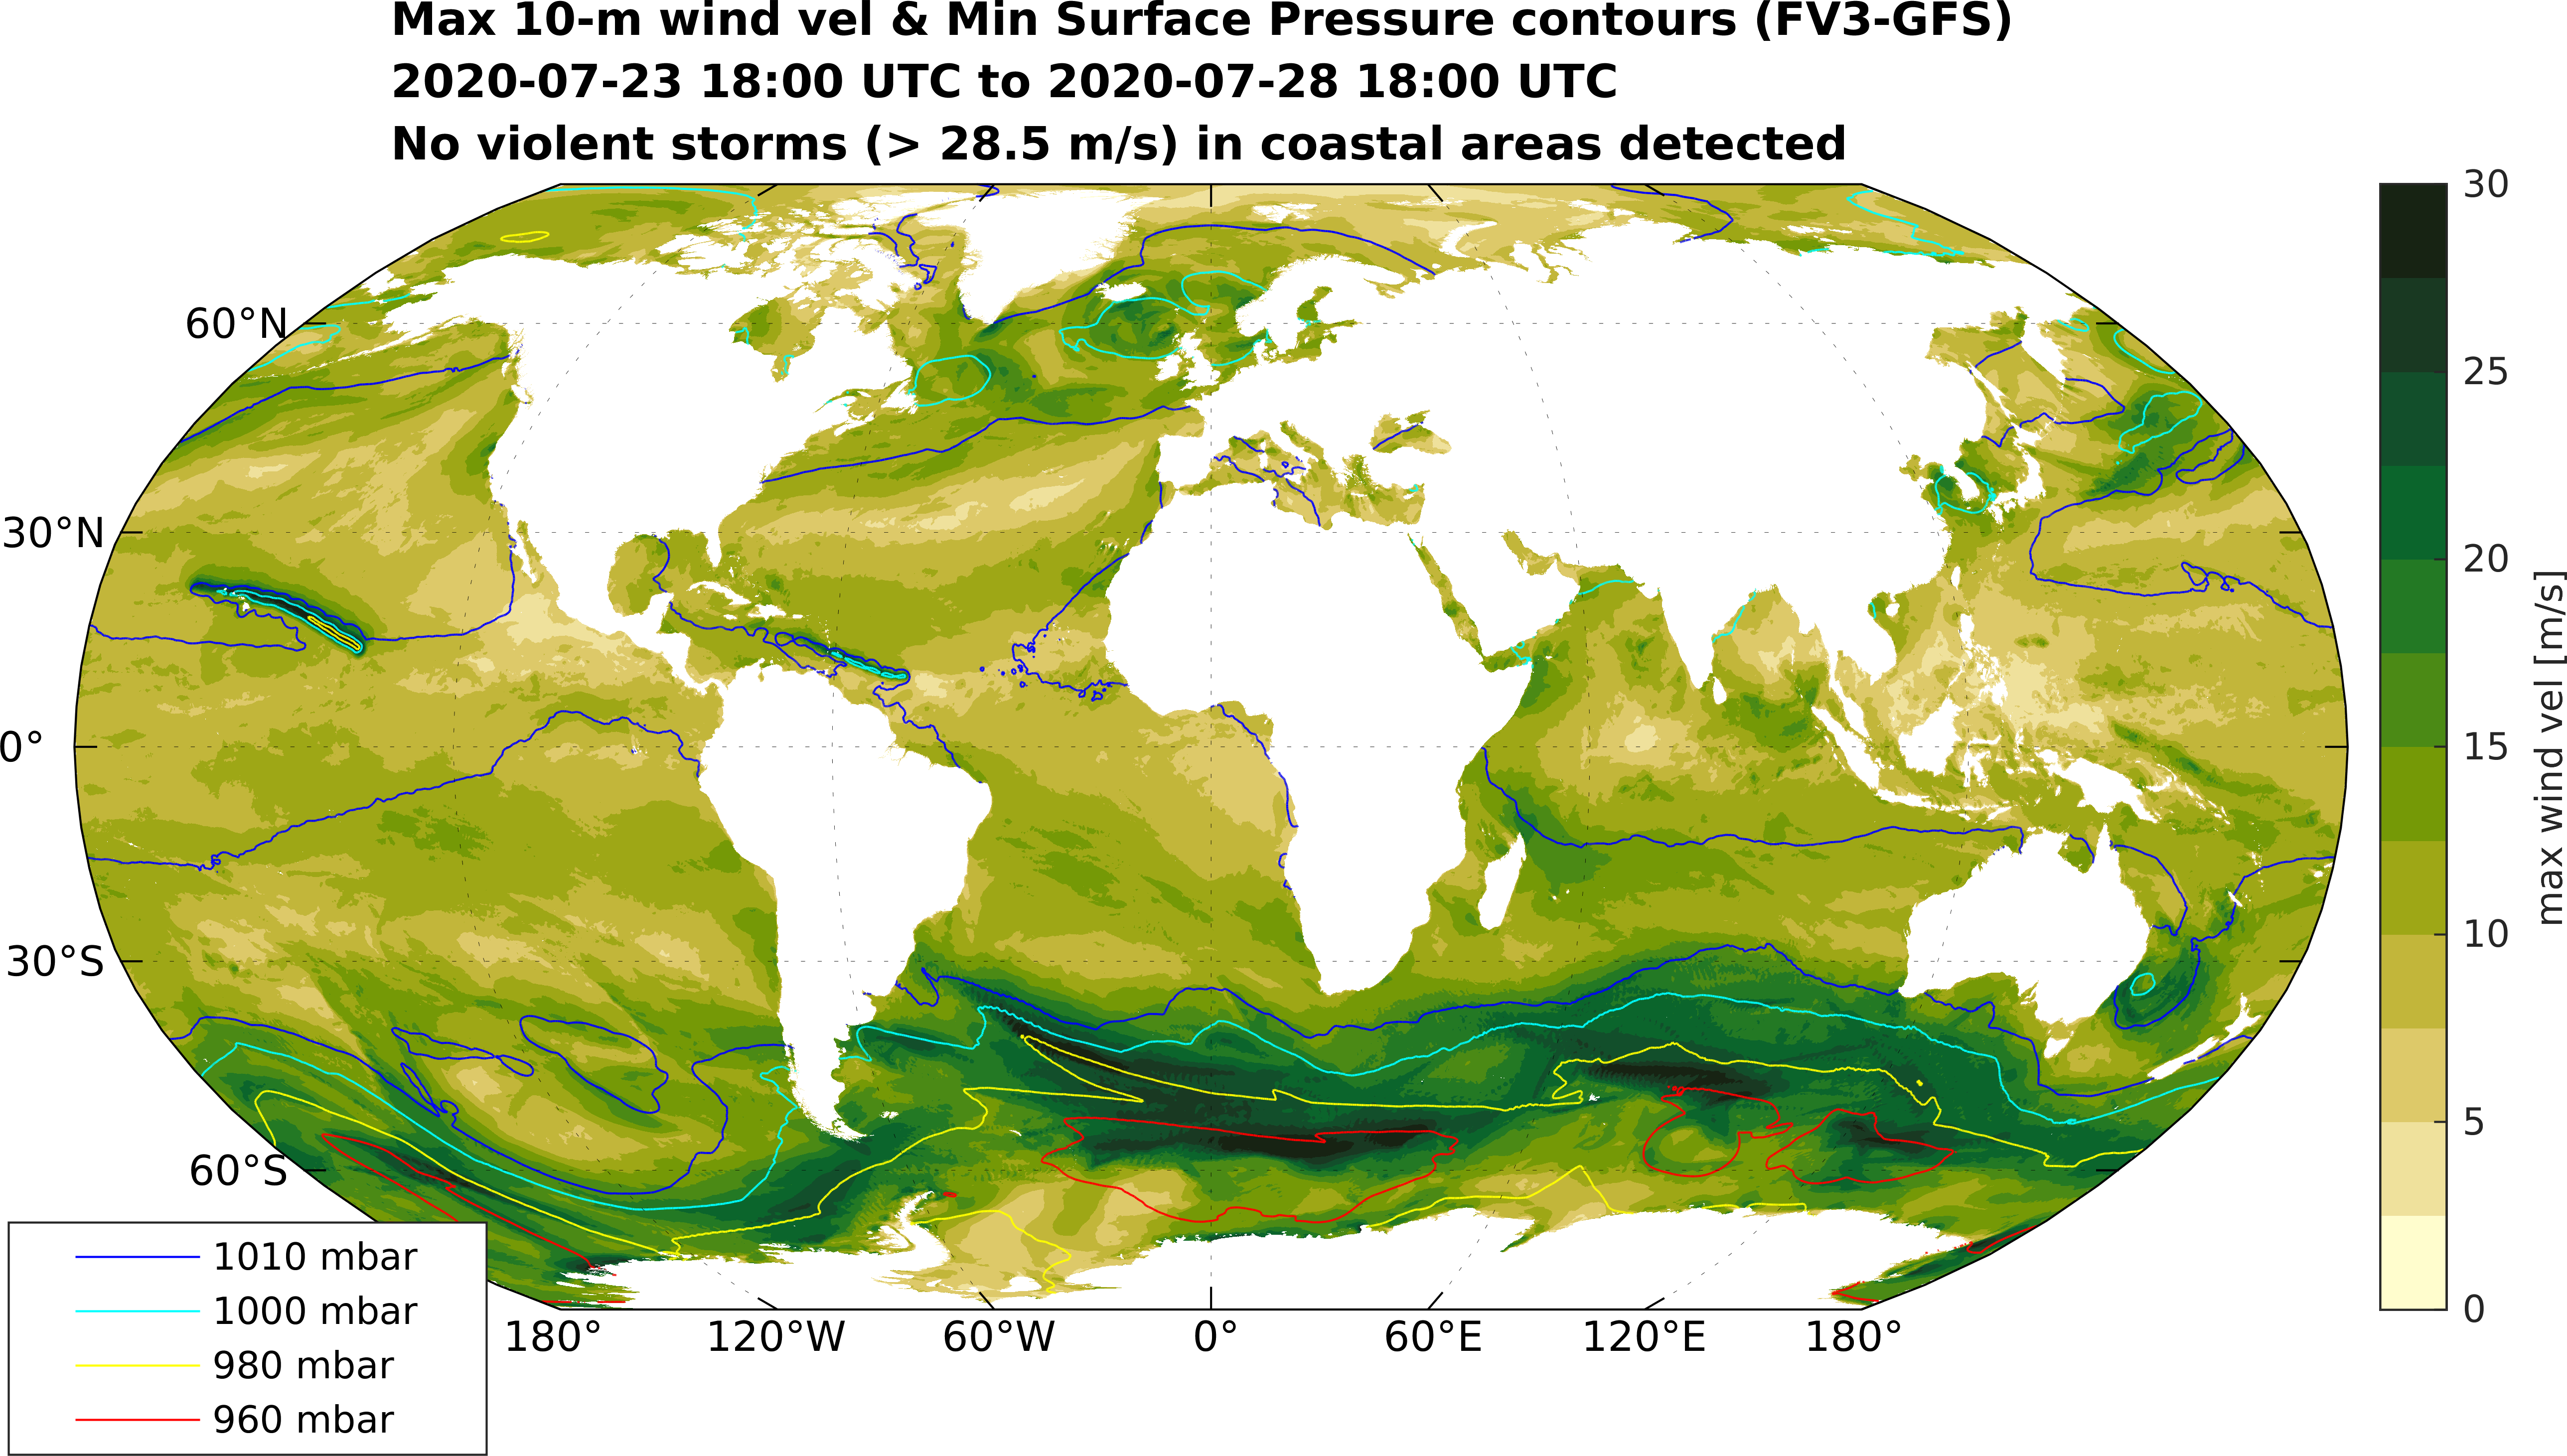 Max 10-m wind vel & Min Surface Pressure contours (FV3-GFS)
2020-07-23 18:00 UTC to 2020-07-28 18:00 UTC
No violent storms (> 28.5 m/s) in coastal areas detected
60°N
30°N
0°
30°S
60°S
180°
120°W
60°W
0°
60°E
120°E
180°
1010 mbar
1000 mbar
980 mbar
960 mbar
30
25
20
15
10
5
0
max wind vel [m/s]